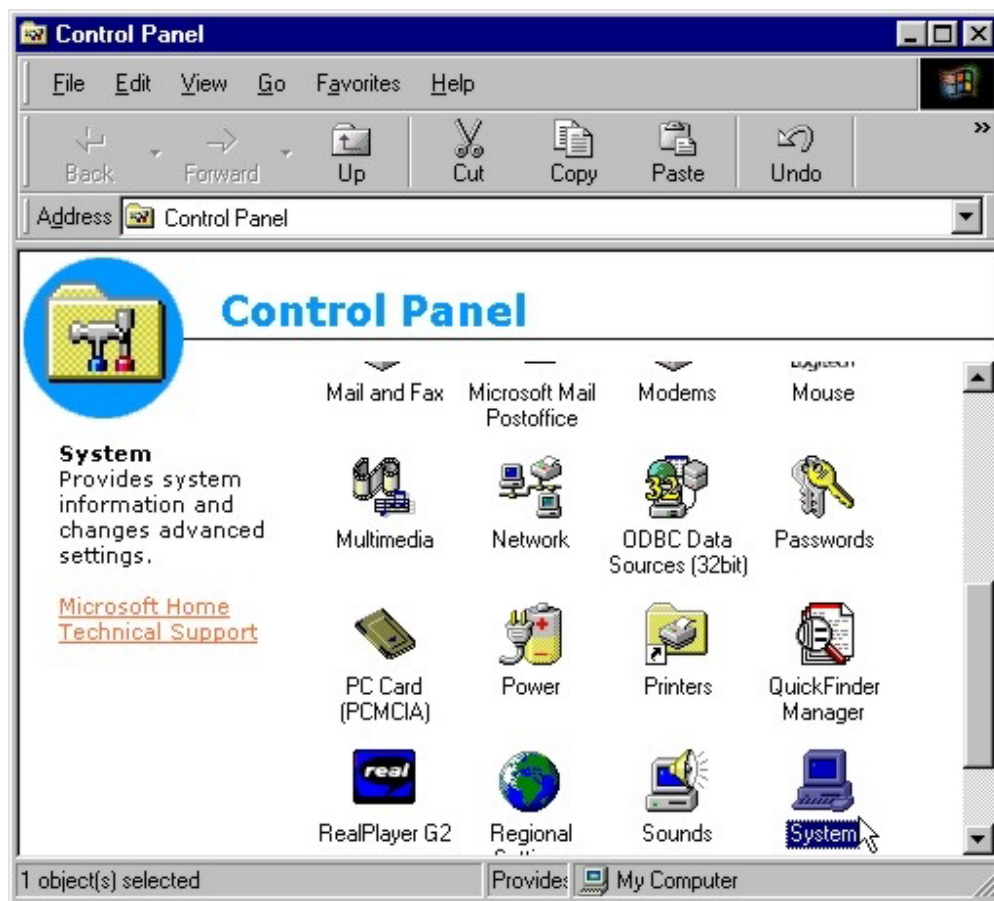 Control Panel
File Edit View Go Favorites Help
Back Forward Up Cut Copy Paste Undo »
Address Control Panel
Control Panel
Logitech
Mail and Fax Microsoft Mail Modems Mouse
Postoffice
System
Provides system
information and
changes advanced
settings.
32
Multimedia Network ODBC Data Passwords
Sources (32bit)
Microsoft Home
Technical Support
PC Card Power Printers QuickFinder
(PCMCIA) Manager
real
RealPlayer G2 Regional Sounds System
1 object(s) selected Provides My Computer